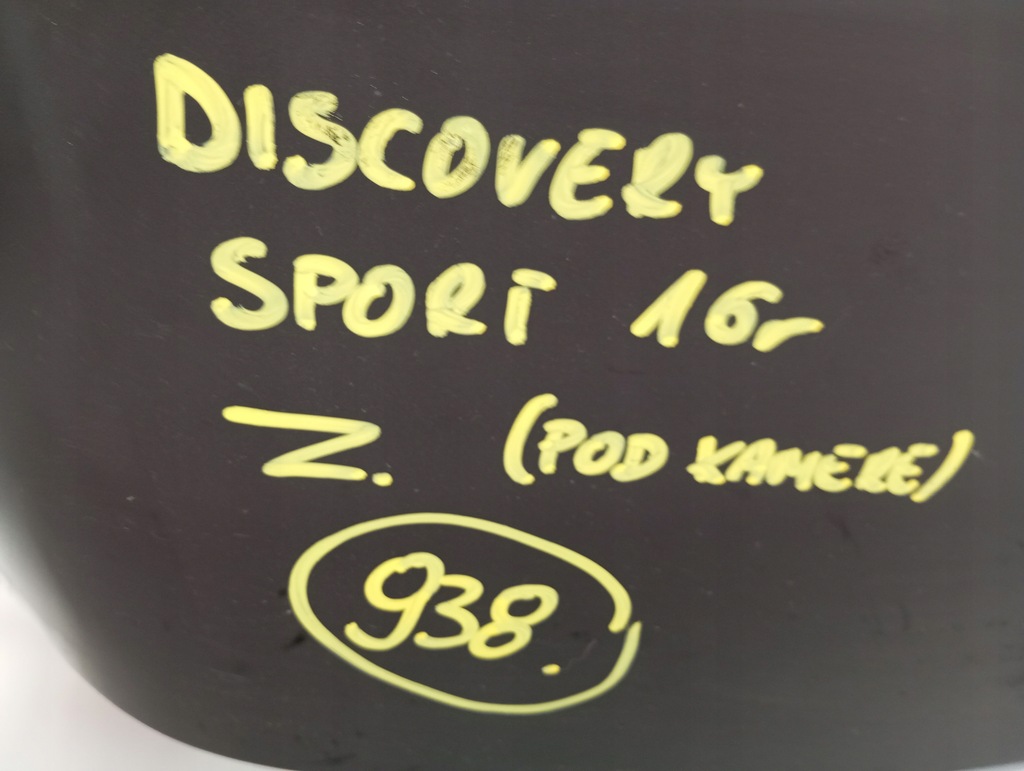 DISCOVERY
SPORT 16r
Z. (POD KAMERE)
938.